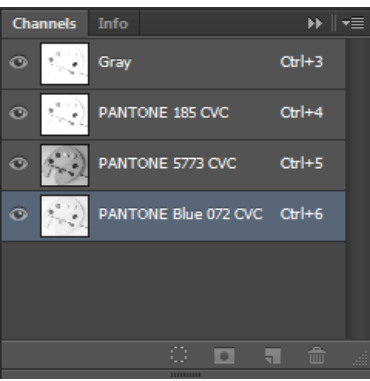 Channels Info
Gray Ctrl+3
PANTONE 185 CVC Ctrl+4
PANTONE 5773 CVC Ctrl+5
PANTONE Blue 072 CVC Ctrl+6